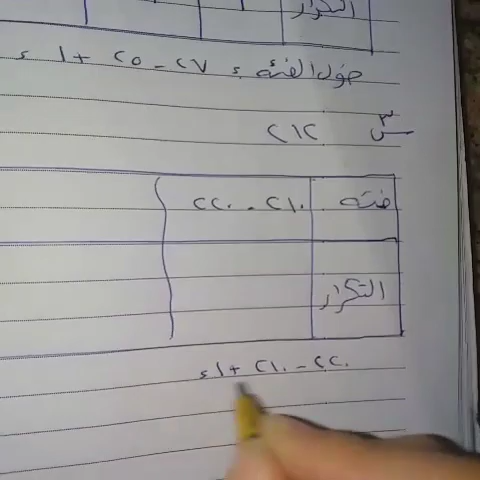 التكرار
طول الفئة : ٢٧ - ٢٥ + ١ =
س٣ ٢١٢
فئة ٢١٠ - ٢٢٠
التكرار
٢٢٠ - ٢١٠ + ١ =